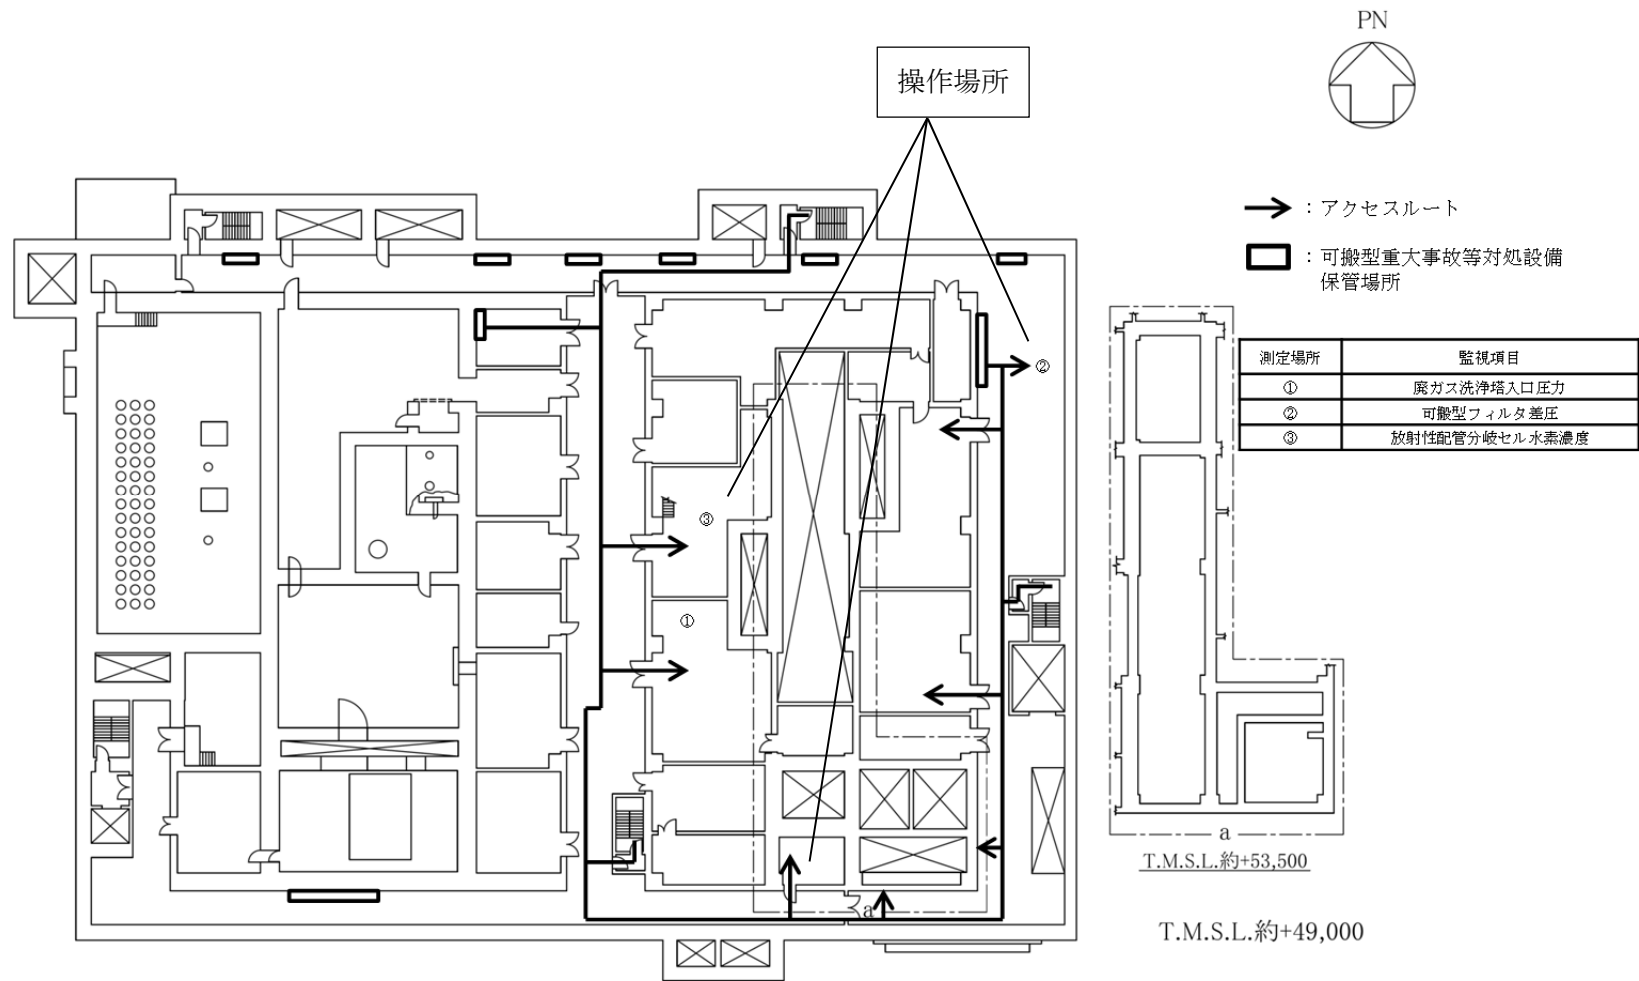 PN
操作場所
：アクセスルート
：可搬型重大事故等対処設備
保管場所
測定場所 監視項目
① 廃ガス洗浄塔入口圧力
② 可搬型フィルタ差圧
③ 放射性配管分岐セル水素濃度
②
③
①
a
a
T.M.S.L.約+53,500
T.M.S.L.約+49,000